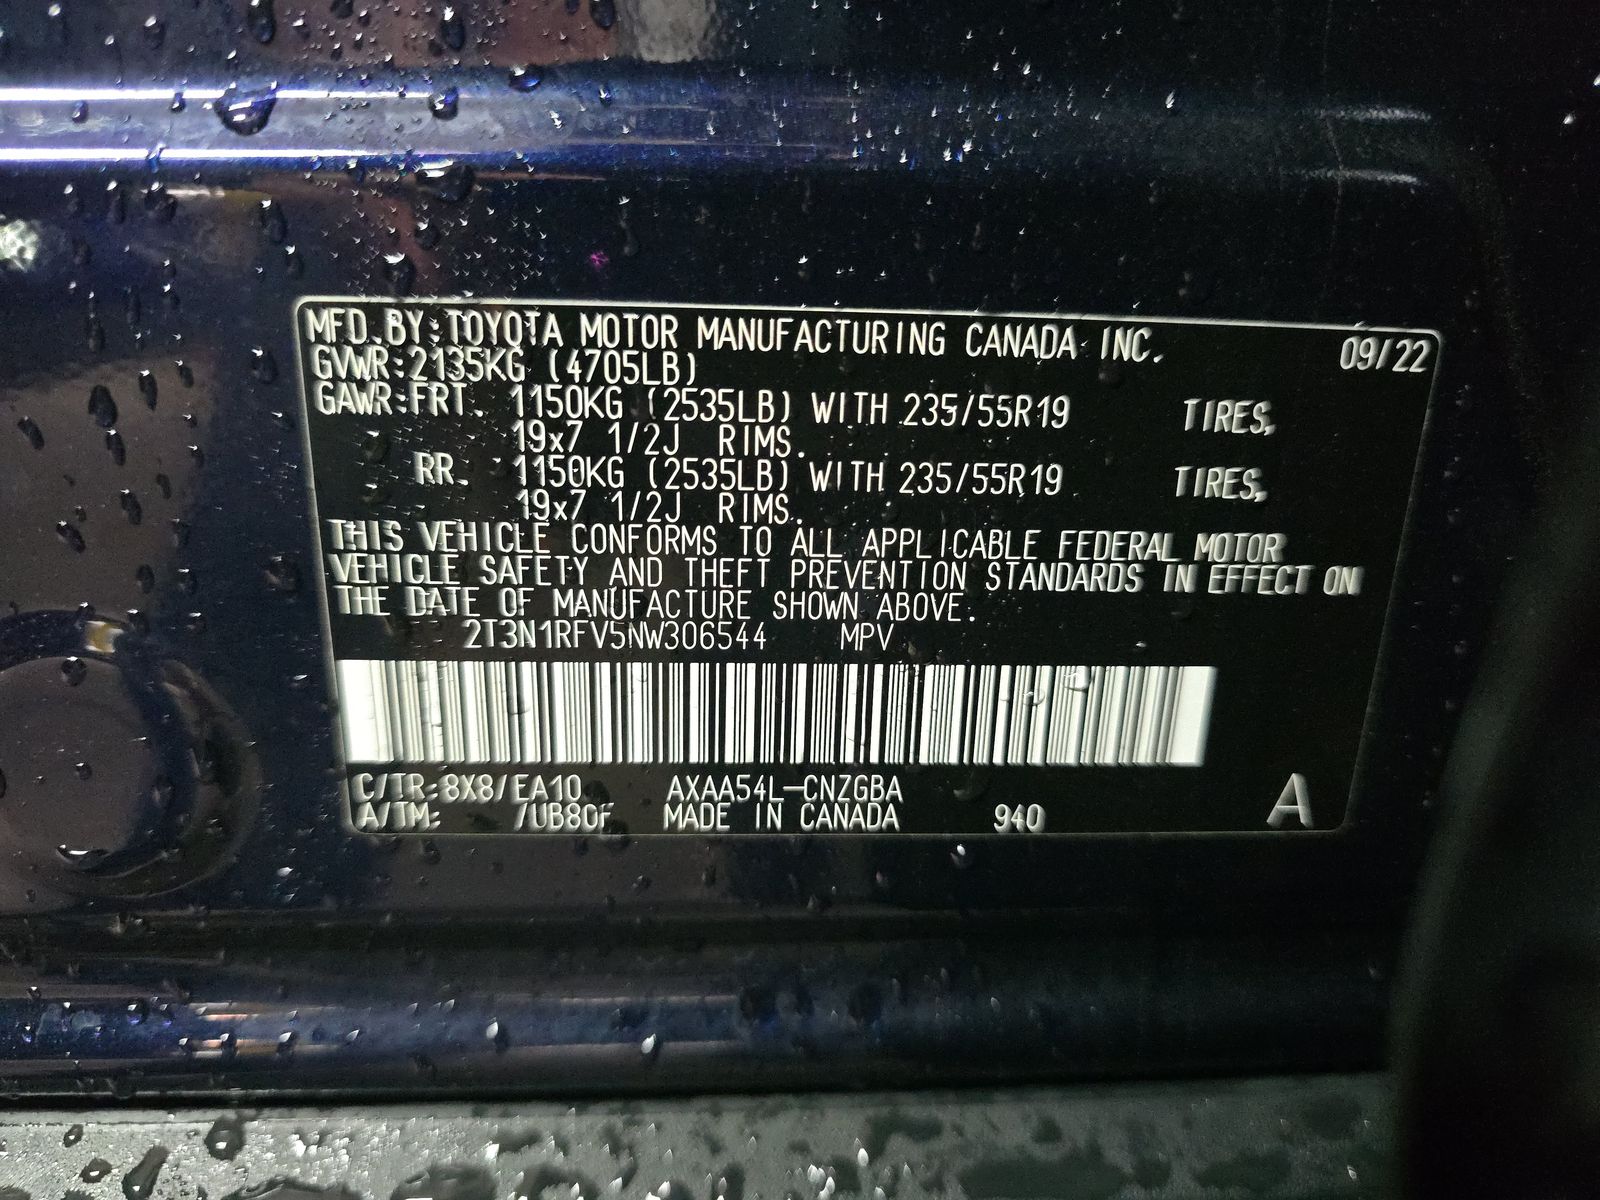 MFD. BY: TOYOTA MOTOR MANUFACTURING CANADA INC. 09/22
GVWR: 2135KG (4705LB)
GAWR: FRT. 1150KG (2535LB) WITH 235/55R19 TIRES,
19x7 1/2J RIMS.
RR. 1150KG (2535LB) WITH 235/55R19 TIRES,
19x7 1/2J RIMS.
THIS VEHICLE CONFORMS TO ALL APPLICABLE FEDERAL MOTOR
VEHICLE SAFETY AND THEFT PREVENTION STANDARDS IN EFFECT ON
THE DATE OF MANUFACTURE SHOWN ABOVE.
2T3N1RFV5NW306544 MPV
C/TR: 8X8/EA10 AXAA54L-CNZGBA
A/TM: /UB80F MADE IN CANADA 940 A